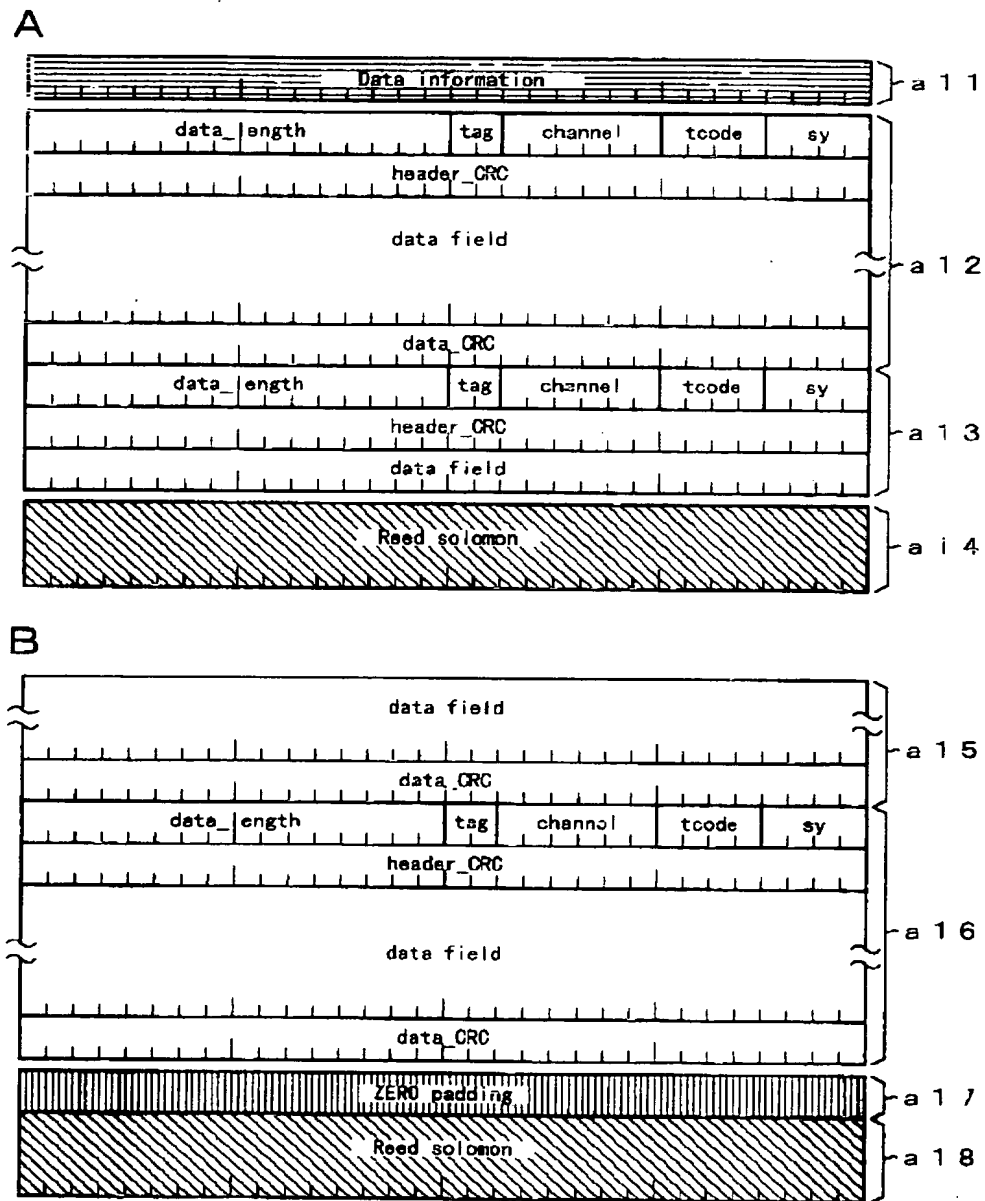 A
Data information
a 1 1
data_length tag channel tcode sy
header_CRC
data field
a 1 2
data_CRC
data_length tag channel tcode sy
header_CRC
a 1 3
data field
Reed solomon
a 1 4
B
data field
a 1 5
data_CRC
data_length tag channel tcode sy
header_CRC
a 1 6
data field
data_CRC
ZERO padding
a 1 7
Reed solomon
a 1 8